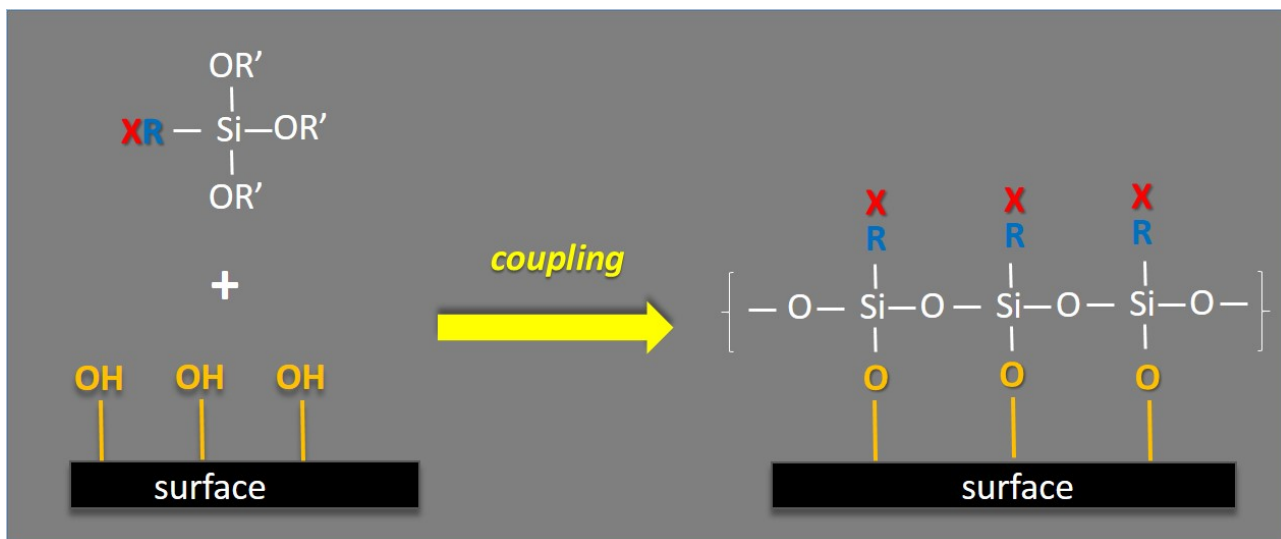 OR’
XR — Si — OR’
OR’
+
OH OH OH
surface
coupling
X X X
R R R
— O — Si — O — Si — O — Si — O —
O O O
surface